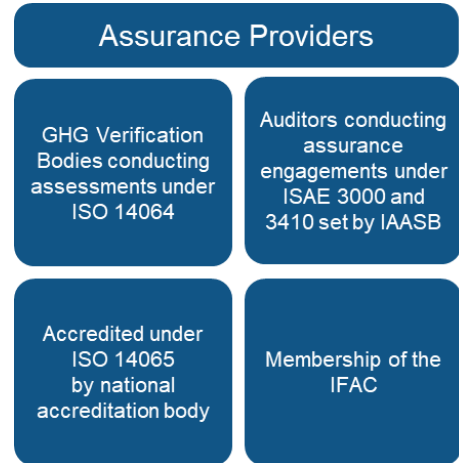 Assurance Providers
GHG Verification
Bodies conducting
assessments under
ISO 14064
Auditors conducting
assurance
engagements under
ISAE 3000 and
3410 set by IAASB
Accredited under
ISO 14065
by national
accreditation body
Membership of the
IFAC